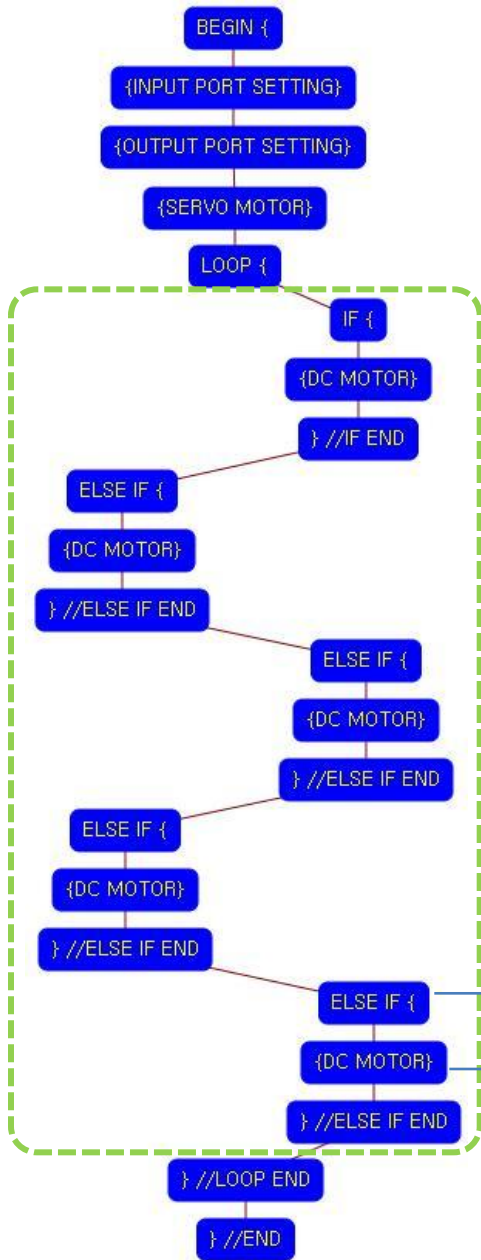 BEGIN {
{INPUT PORT SETTING}
{OUTPUT PORT SETTING}
{SERVO MOTOR}
LOOP {
IF {
{DC MOTOR}
} //IF END
ELSE IF {
{DC MOTOR}
} //ELSE IF END
ELSE IF {
{DC MOTOR}
} //ELSE IF END
ELSE IF {
{DC MOTOR}
} //ELSE IF END
ELSE IF {
{DC MOTOR}
} //ELSE IF END
} //LOOP END
} //END